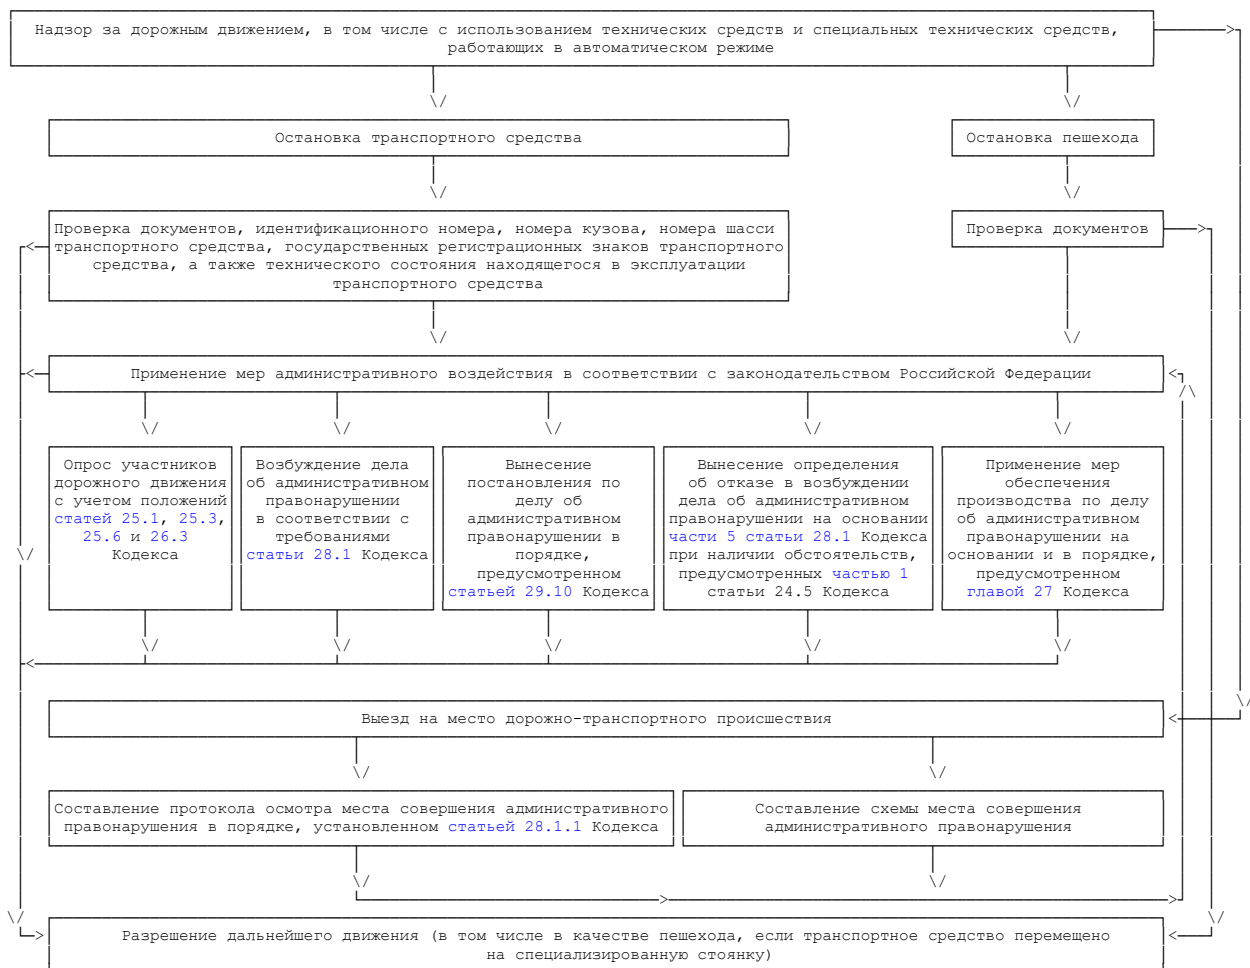 Надзор за дорожным движением, в том числе с использованием технических средств и специальных технических средств,
работающих в автоматическом режиме
Остановка транспортного средства
Остановка пешехода
Проверка документов, идентификационного номера, номера кузова, номера шасси
транспортного средства, государственных регистрационных знаков транспортного
средства, а также технического состояния находящегося в эксплуатации
транспортного средства
Проверка документов
Применение мер административного воздействия в соответствии с законодательством Российской Федерации
Опрос участников
дорожного движения
с учетом положений
статей 25.1, 25.3,
25.6 и 26.3
Кодекса
Возбуждение дела
об административном
правонарушении
в соответствии с
требованиями
статьи 28.1 Кодекса
Вынесение
постановления по
делу об
административном
правонарушении в
порядке,
предусмотренном
статьей 29.10 Кодекса
Вынесение определения
об отказе в возбуждении
дела об административном
правонарушении на основании
части 5 статьи 28.1 Кодекса
при наличии обстоятельств,
предусмотренных частью 1
статьи 24.5 Кодекса
Применение мер
обеспечения
производства по делу
об административном
правонарушении на
основании и в порядке,
предусмотренном
главой 27 Кодекса
Выезд на место дорожно-транспортного происшествия
Составление протокола осмотра места совершения административного
правонарушения в порядке, установленном статьей 28.1.1 Кодекса
Составление схемы места совершения
административного правонарушения
Разрешение дальнейшего движения (в том числе в качестве пешехода, если транспортное средство перемещено
на специализированную стоянку)